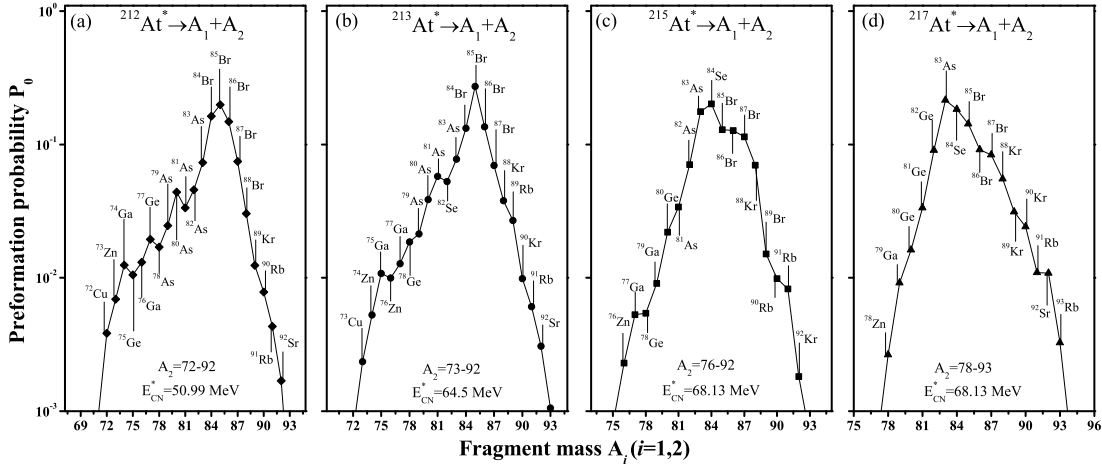 Preformation probability P₀
10⁰
10⁻¹
10⁻²
10⁻³
(a)
²¹²At*→A₁+A₂
⁷²Cu
⁷³Zn
⁷⁴Ga
⁷⁵Ge
⁷⁶Ga
⁷⁷Ge
⁷⁸As
⁷⁹As
⁸⁰As
⁸¹As
⁸²As
⁸³As
⁸⁴Br
⁸⁵Br
⁸⁶Br
⁸⁷Br
⁸⁸Br
⁸⁹Kr
⁹⁰Rb
⁹¹Rb
⁹²Sr
A₂=72-92
E*CN=50.99 MeV
69 72 75 78 81 84 87 90 93
(b)
²¹³At*→A₁+A₂
⁷³Cu
⁷⁴Zn
⁷⁵Ga
⁷⁶Zn
⁷⁷Ga
⁷⁸Ge
⁷⁹As
⁸⁰As
⁸¹As
⁸²Se
⁸³As
⁸⁴Br
⁸⁵Br
⁸⁶Br
⁸⁷Br
⁸⁸Kr
⁸⁹Rb
⁹⁰Kr
⁹¹Rb
⁹²Sr
A₂=73-92
E*CN=64.5 MeV
72 75 78 81 84 87 90 93
(c)
²¹⁵At*→A₁+A₂
⁷⁶Zn
⁷⁷Ga
⁷⁸Ge
⁷⁹Ga
⁸⁰Ge
⁸¹As
⁸²As
⁸³As
⁸⁴Se
⁸⁵Br
⁸⁶Br
⁸⁷Br
⁸⁸Kr
⁸⁹Br
⁹⁰Rb
⁹¹Rb
⁹²Kr
A₂=76-92
E*CN=68.13 MeV
75 78 81 84 87 90 93
(d)
²¹⁷At*→A₁+A₂
⁷⁸Zn
⁷⁹Ga
⁸⁰Ge
⁸¹Ge
⁸²Ge
⁸³As
⁸⁴Se
⁸⁵Br
⁸⁶Br
⁸⁷Br
⁸⁸Kr
⁸⁹Kr
⁹⁰Kr
⁹¹Rb
⁹²Sr
⁹³Rb
A₂=78-93
E*CN=68.13 MeV
75 78 81 84 87 90 93 96
Fragment mass Aᵢ (i=1,2)